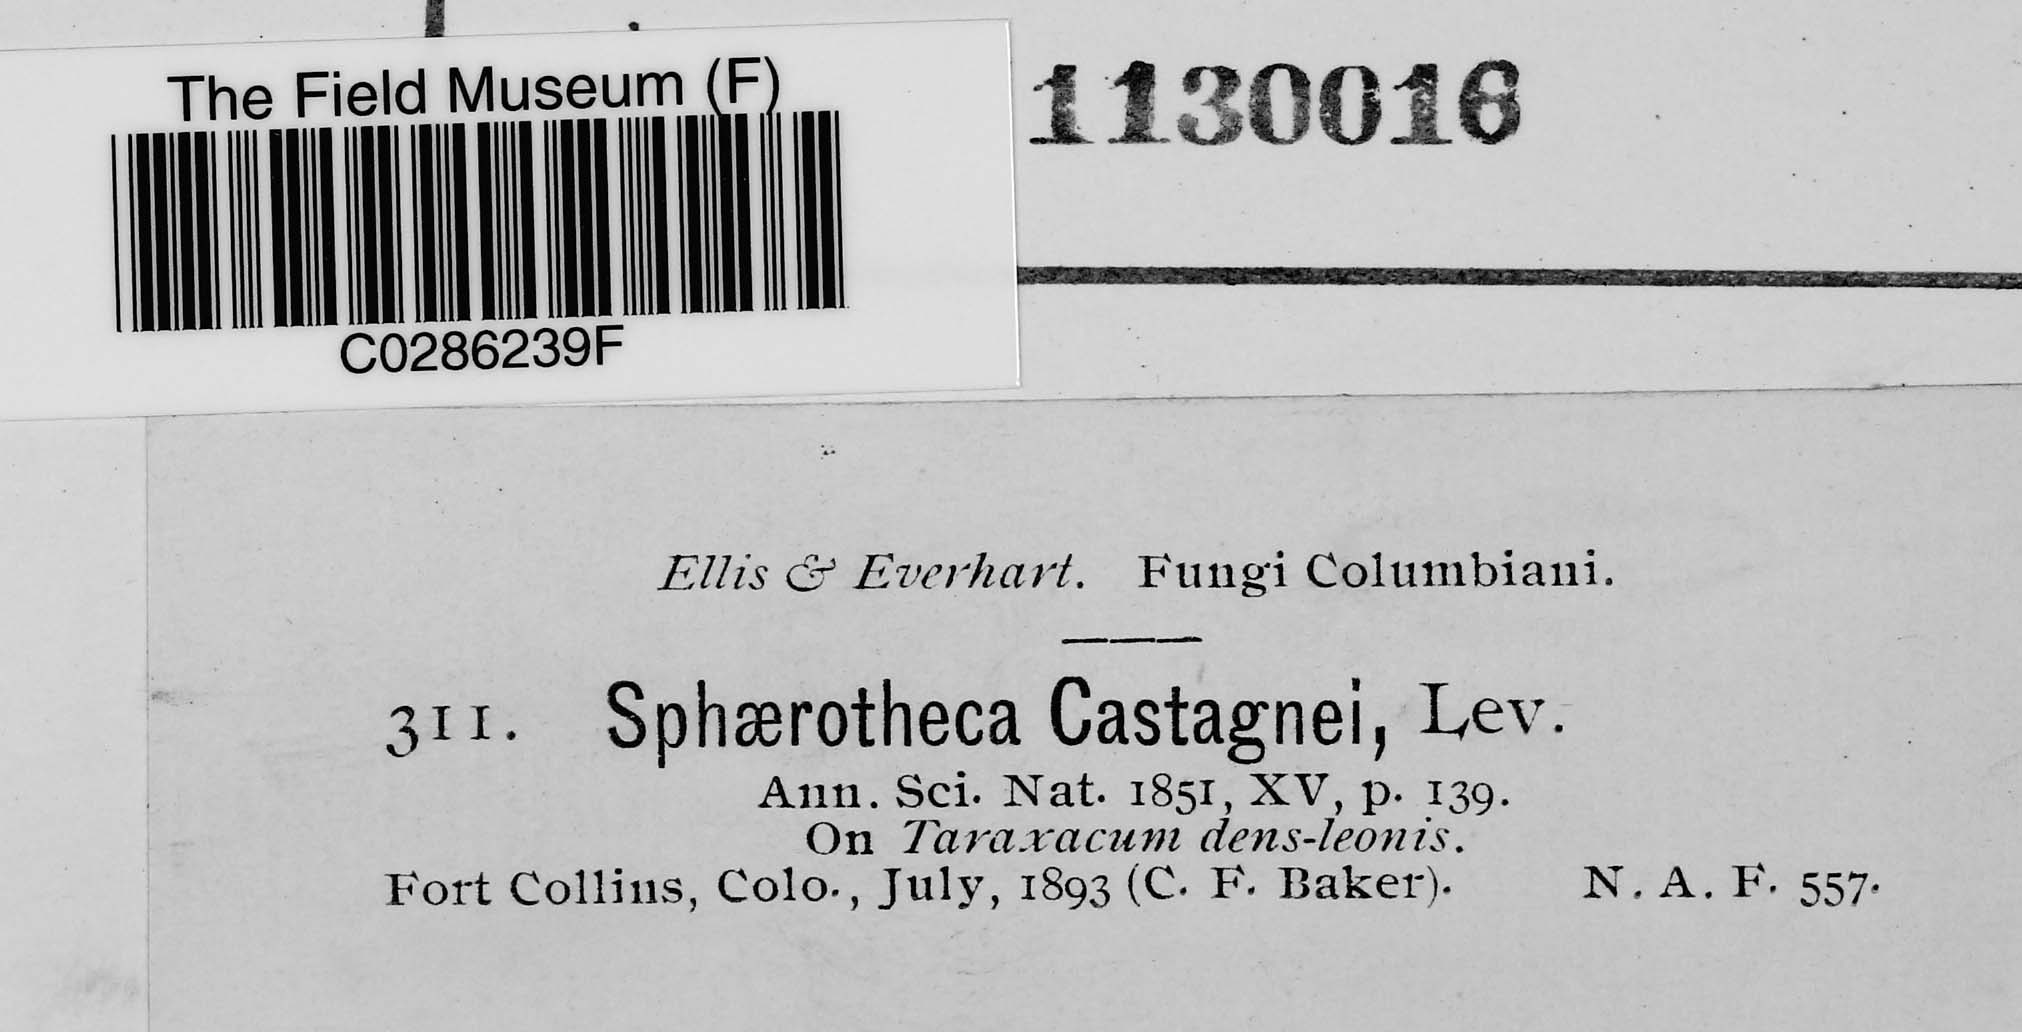 The Field Museum (F)
C0286239F
1130016
Ellis & Everhart. Fungi Columbiani.
311. Sphærotheca Castagnei, Lev.
Ann. Sci. Nat. 1851, XV, p. 139.
On Taraxacum dens-leonis.
Fort Collins, Colo., July, 1893 (C. F. Baker). N. A. F. 557.